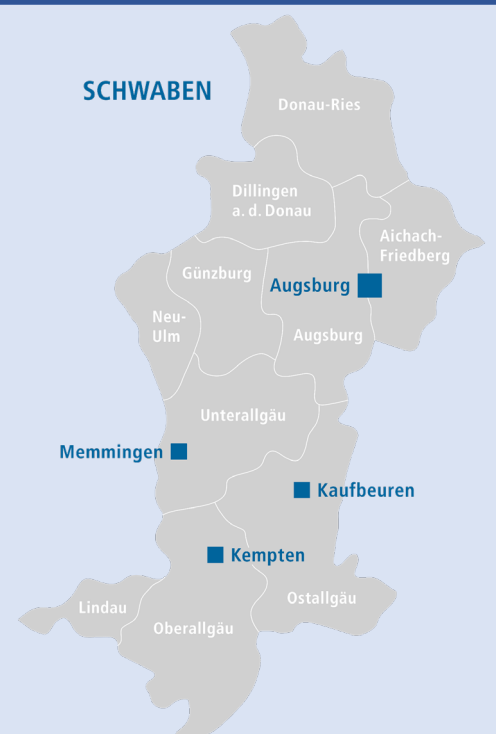 SCHWABEN
Donau-Ries
Dillingen
a. d. Donau
Aichach-
Friedberg
Günzburg
Augsburg
Neu-
Ulm
Augsburg
Unterallgäu
Memmingen
Kaufbeuren
Kempten
Ostallgäu
Lindau
Oberallgäu